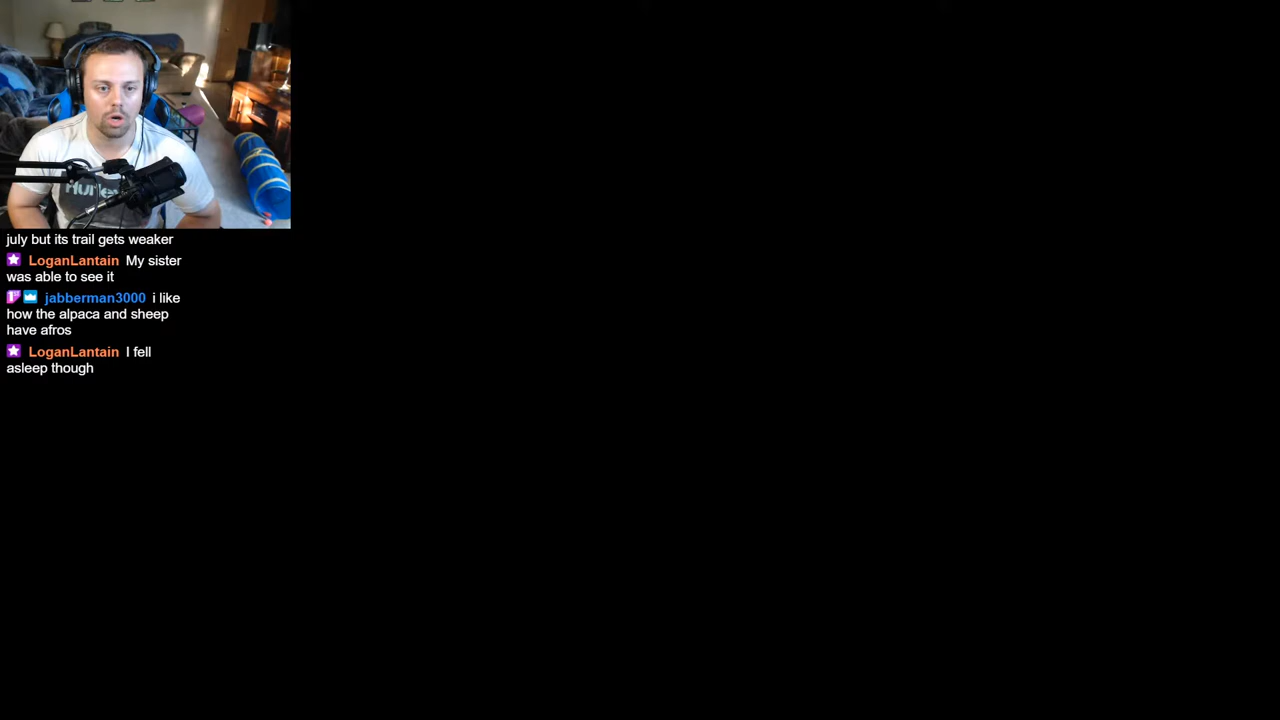 Hurley
july but its trail gets weaker
LoganLantain My sister
was able to see it
jabberman3000 i like
how the alpaca and sheep
have afros
LoganLantain I fell
asleep though